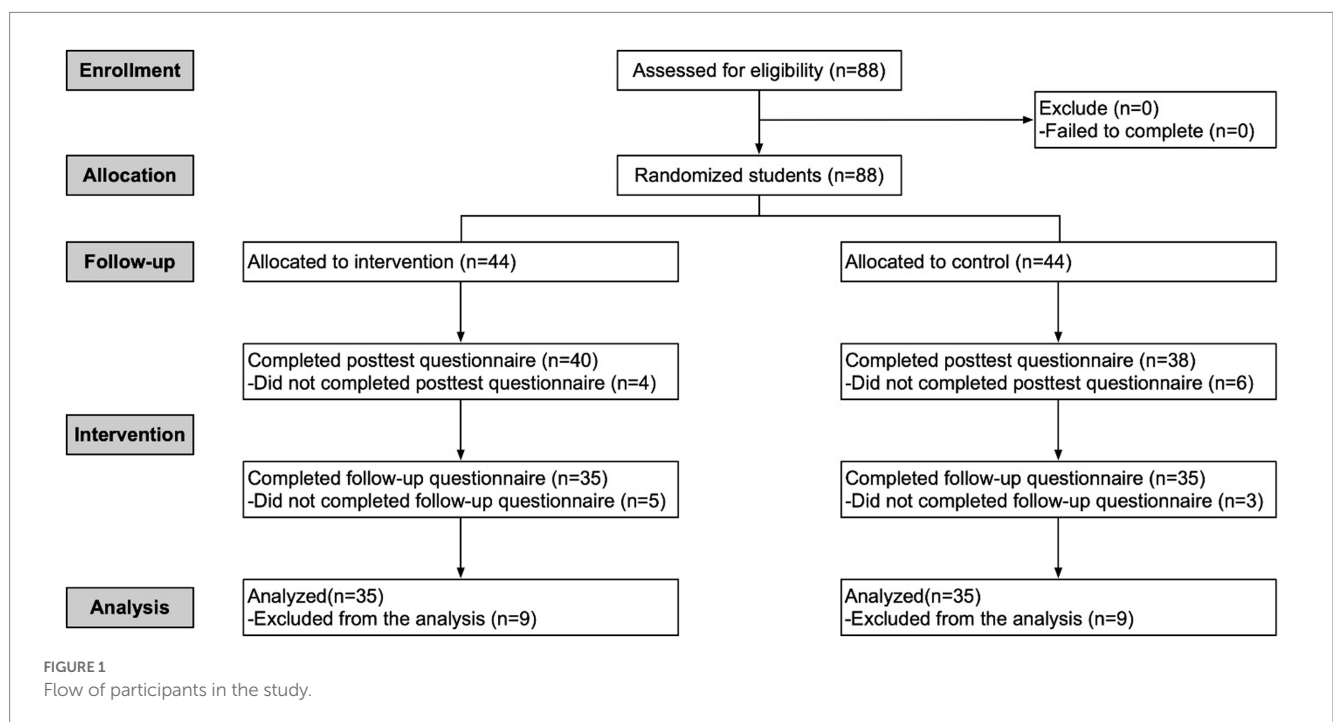 Enrollment
Assessed for eligibility (n=88)
Exclude (n=0)
-Failed to complete (n=0)
Allocation
Randomized students (n=88)
Follow-up
Allocated to intervention (n=44)
Allocated to control (n=44)
Completed posttest questionnaire (n=40)
-Did not completed posttest questionnaire (n=4)
Completed posttest questionnaire (n=38)
-Did not completed posttest questionnaire (n=6)
Intervention
Completed follow-up questionnaire (n=35)
-Did not completed follow-up questionnaire (n=5)
Completed follow-up questionnaire (n=35)
-Did not completed follow-up questionnaire (n=3)
Analysis
Analyzed(n=35)
-Excluded from the analysis (n=9)
Analyzed(n=35)
-Excluded from the analysis (n=9)
FIGURE 1
Flow of participants in the study.